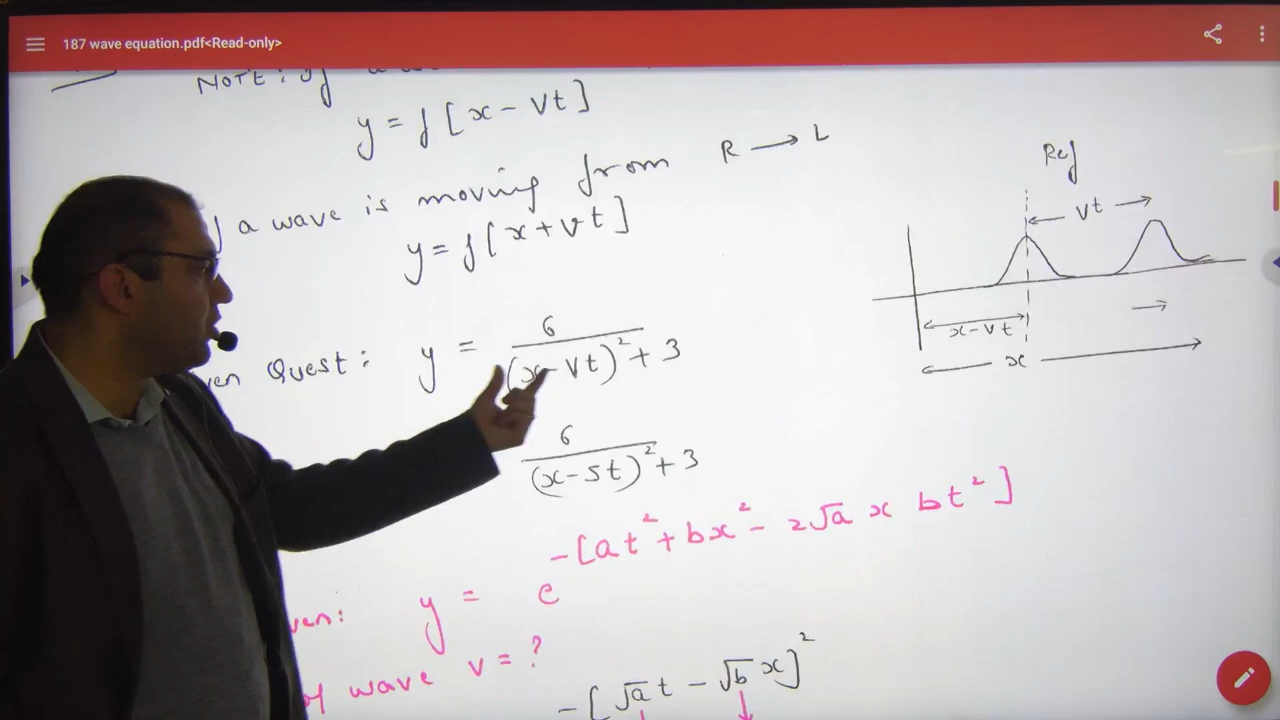 187 wave equation.pdf<Read-only>
NOTE: If a
y = f [x - vt]
a wave is moving from R → L
y = f [x + vt]
Quest: y = 6 / (x - vt)² + 3
6 / (x - 5t)² + 3
y = e^-[at² + bx² - 2√a x bt²]
of wave v = ?
-[√a t - √b x]²
Ref
vt
x - vt
x